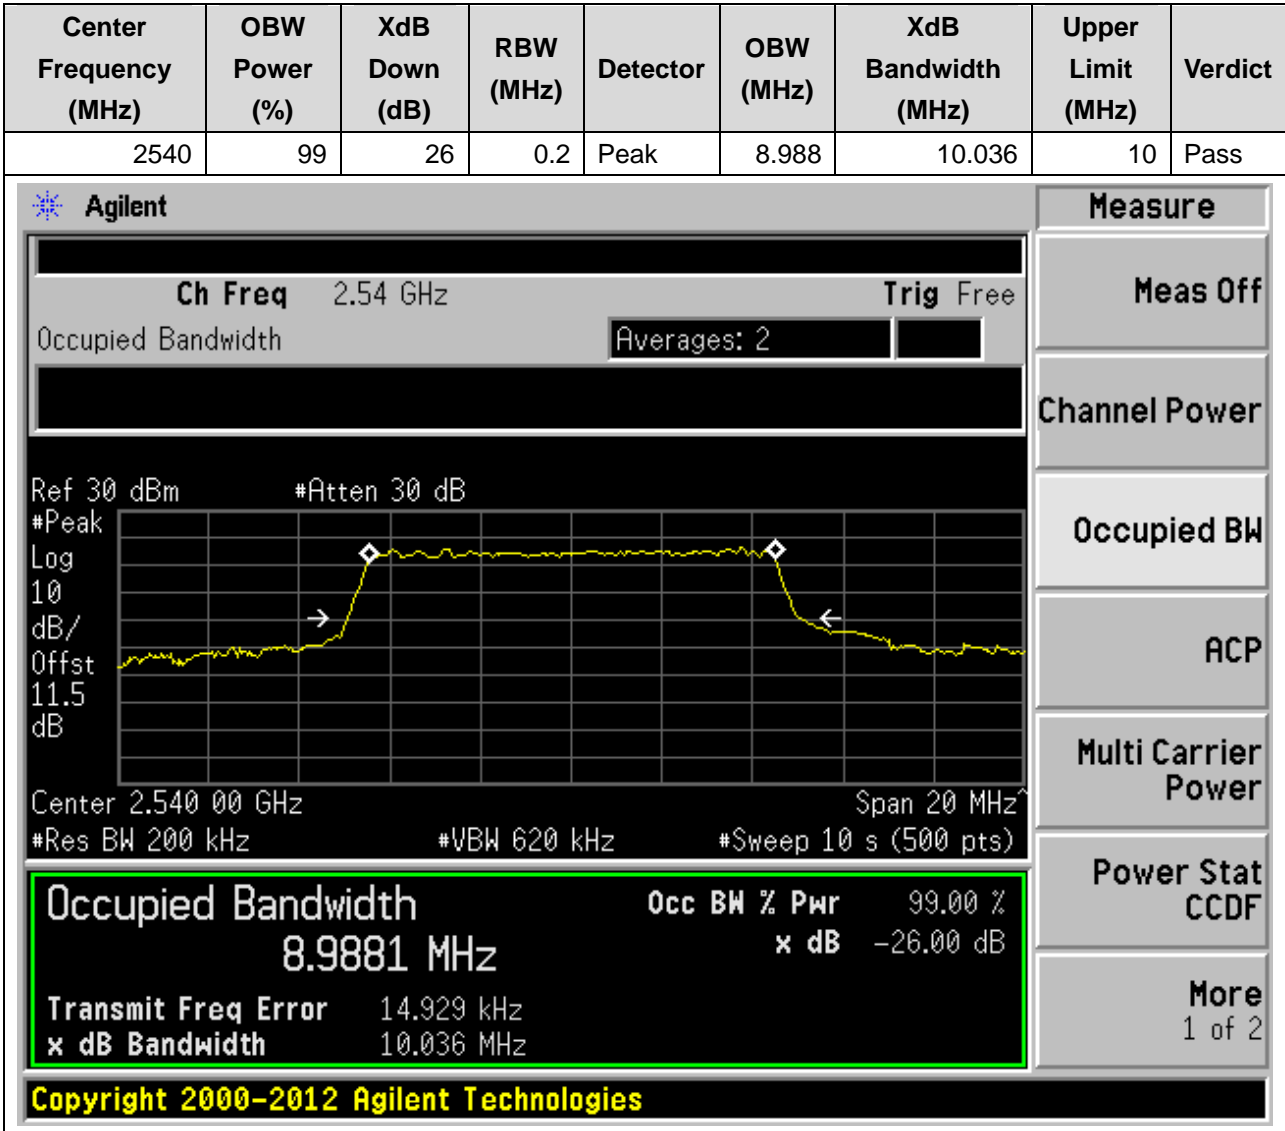 Center Frequency (MHz) OBW Power (%) XdB Down (dB) RBW (MHz) Detector OBW (MHz) XdB Bandwidth (MHz) Upper Limit (MHz) Verdict
2540 99 26 0.2 Peak 8.988 10.036 10 Pass
Agilent
Measure
Ch Freq 2.54 GHz Trig Free
Meas Off
Occupied Bandwidth Averages: 2
Channel Power
Ref 30 dBm #Atten 30 dB
#Peak
Log
10
dB/
Offst
11.5
dB
Occupied BW
ACP
Multi Carrier
Power
Center 2.540 00 GHz Span 20 MHz^
#Res BW 200 kHz #VBW 620 kHz #Sweep 10 s (500 pts)
Power Stat
CCDF
Occupied Bandwidth Occ BW % Pwr 99.00 %
8.9881 MHz x dB -26.00 dB
Transmit Freq Error 14.929 kHz
x dB Bandwidth 10.036 MHz
More
1 of 2
Copyright 2000-2012 Agilent Technologies